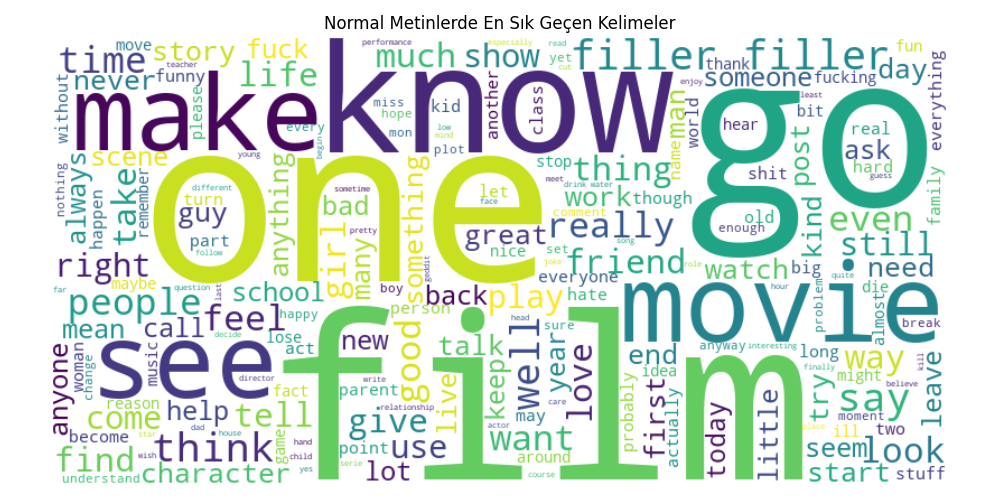 Normal Metinlerde En Sık Geçen Kelimeler
move
story
fuck
much
show
performance
especially
read
yet
cut
filler
filler
fun
time
teacher
never
funny
life
know
thank
someone
fucking
day
without
make
please
miss
hope
kid
another
class
enjoy
world
name
man
go
least
bit
everything
hear
real
ask
hard
guess
post
every
begin
mon
low
mind
plot
scene
young
always
happen
take
remember
nothing
one
different
turn
guy
part
follow
anything
sometime
bad
pretty
something
let
face
great
nice
stop
thing
meet
drink water
work
though
comment
set
song
joke
really
shit
old
enough
kind
even
family
still
right
maybe
girl
many
geddit
friend
everyone
role
watch
big
quite
need
far
question
last
people
school
boy
back
play
hate
person
hour
movie
problem
die
almost
break
mean
call
feel
happy
lose
act
new
good
talk
head
well
sure
year
end
idea
anyway
interesting
long
way
finally
might
believe
kill
anyone
woman
change
music
see
decide
director
film
fact
write
parent
live
keep
may
care
love
probably
first
actually
today
little
try
say
leave
reason
come
help
tell
relationship
give
point
use
actor
want
around
place
moment
ill
two
become
star
dad
house
game
hand
child
think
wish
find
character
yes
serie
lot
course
seem
look
start
stuff
understand